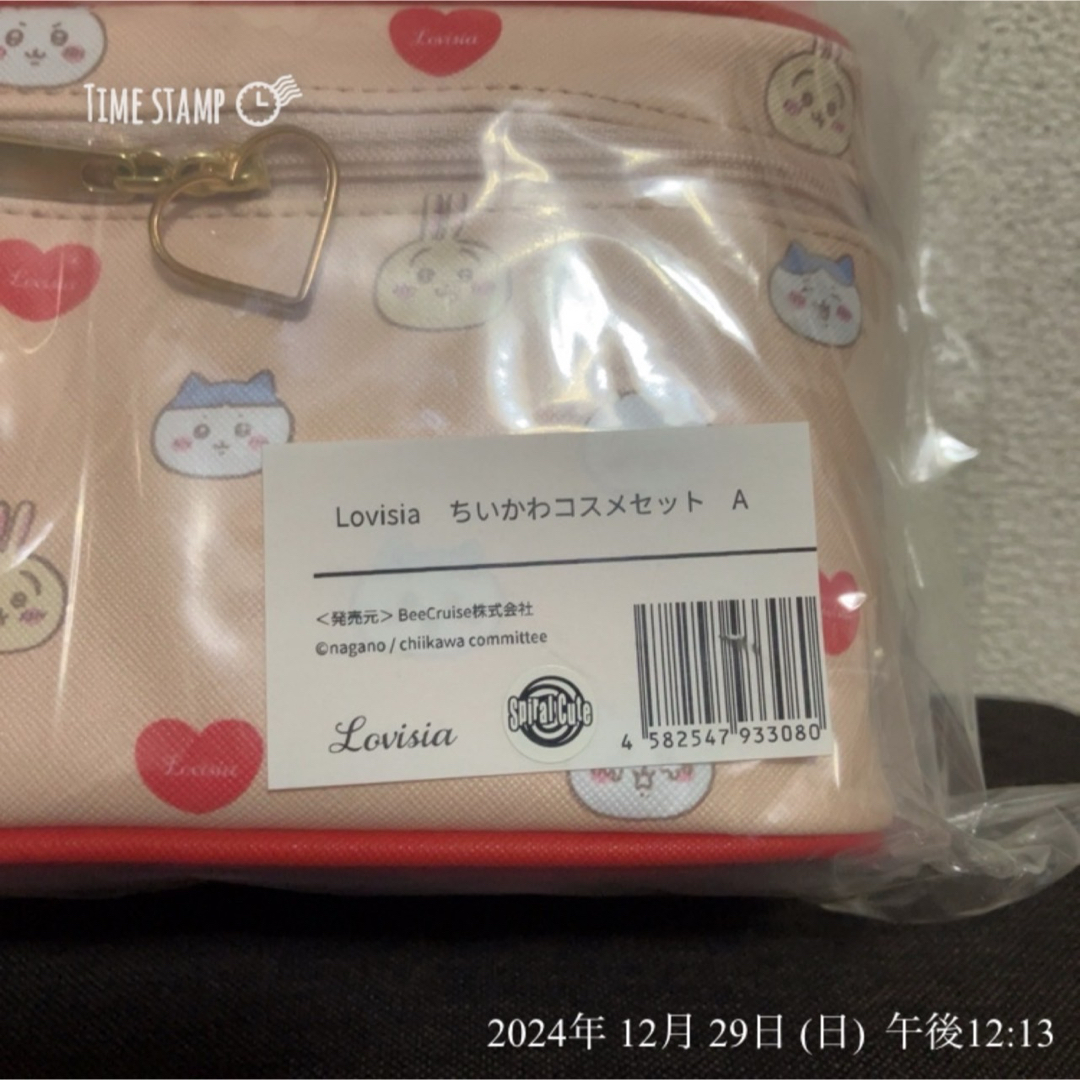 Lovisia
TIME STAMP
Lovisia
Lovisia ちいかわコスメセット A
＜発売元＞BeeCruise株式会社
©nagano / chiikawa committee
Lovisia
Spiral Cute
4 582547 933080
Lovisia
2024年 12月 29日 (日) 午後12:13